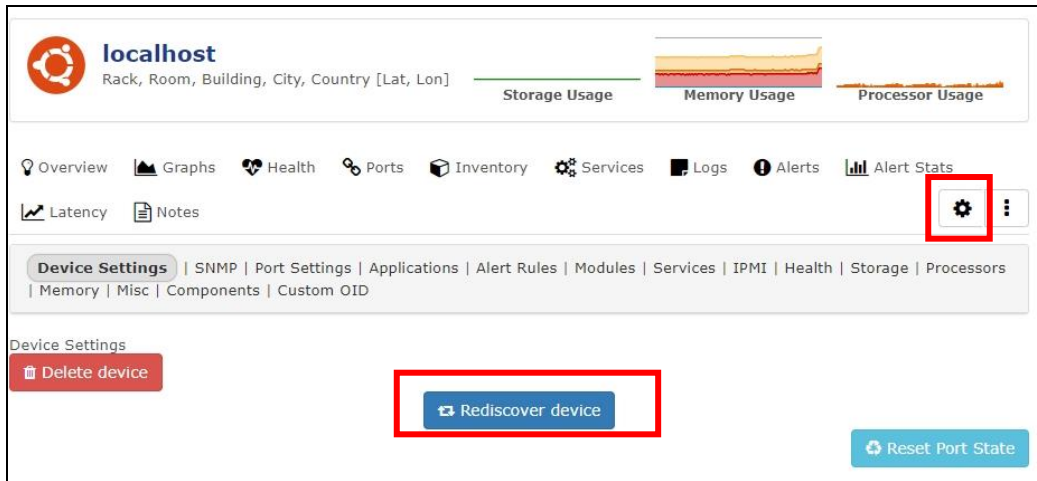 localhost
Rack, Room, Building, City, Country [Lat, Lon]
Storage Usage
Memory Usage
Processor Usage
Overview Graphs Health Ports Inventory Services Logs Alerts Alert Stats
Latency Notes
Device Settings | SNMP | Port Settings | Applications | Alert Rules | Modules | Services | IPMI | Health | Storage | Processors
| Memory | Misc | Components | Custom OID
Device Settings
Delete device
Rediscover device
Reset Port State